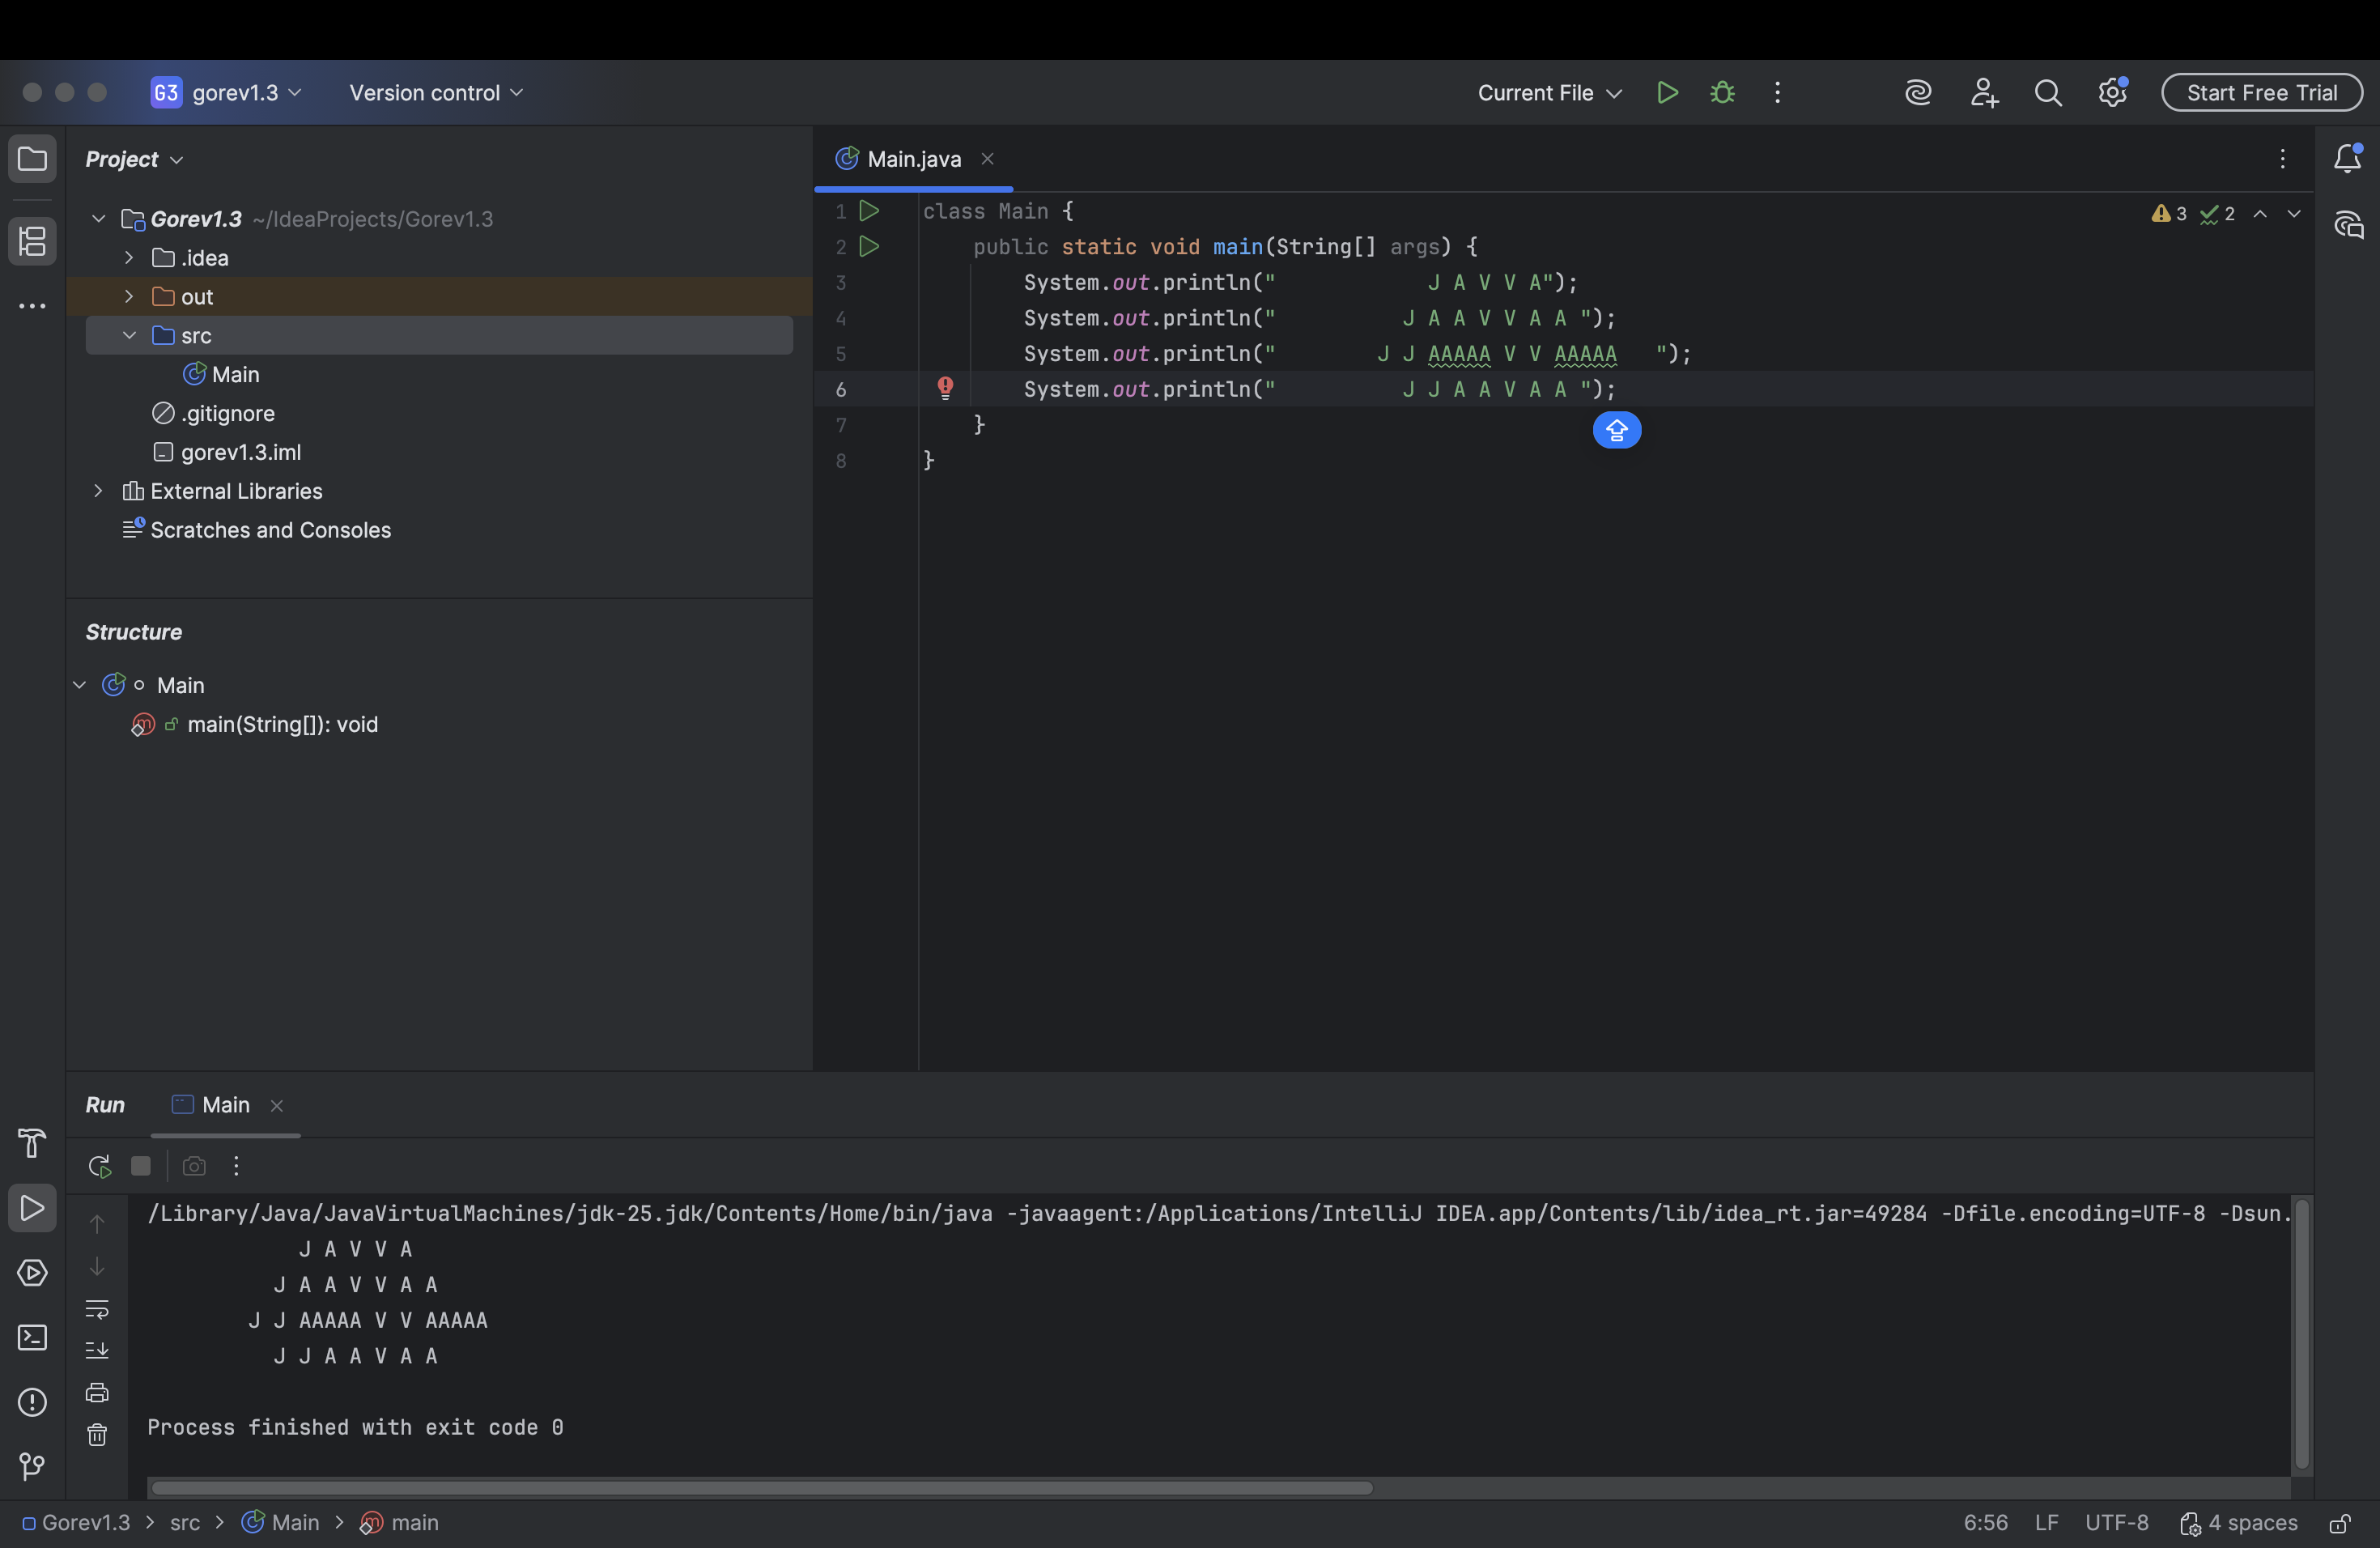 G3 gorev1.3 Version control Current File Start Free Trial
Project
Gorev1.3 ~/IdeaProjects/Gorev1.3
.idea
out
src
Main
.gitignore
gorev1.3.iml
External Libraries
Scratches and Consoles
Structure
Main
main(String[]): void
Main.java
3 2
1 class Main {
2     public static void main(String[] args) {
3         System.out.println("            J A V V A");
4         System.out.println("          J A A V V A A ");
5         System.out.println("        J J AAAAA V V AAAAA   ");
6         System.out.println("          J J A A V A A ");
7     }
8 }
Run Main
/Library/Java/JavaVirtualMachines/jdk-25.jdk/Contents/Home/bin/java -javaagent:/Applications/IntelliJ IDEA.app/Contents/lib/idea_rt.jar=49284 -Dfile.encoding=UTF-8 -Dsun.
            J A V V A
          J A A V V A A
        J J AAAAA V V AAAAA
          J J A A V A A
Process finished with exit code 0
Gorev1.3 > src > Main > main 6:56 LF UTF-8 4 spaces